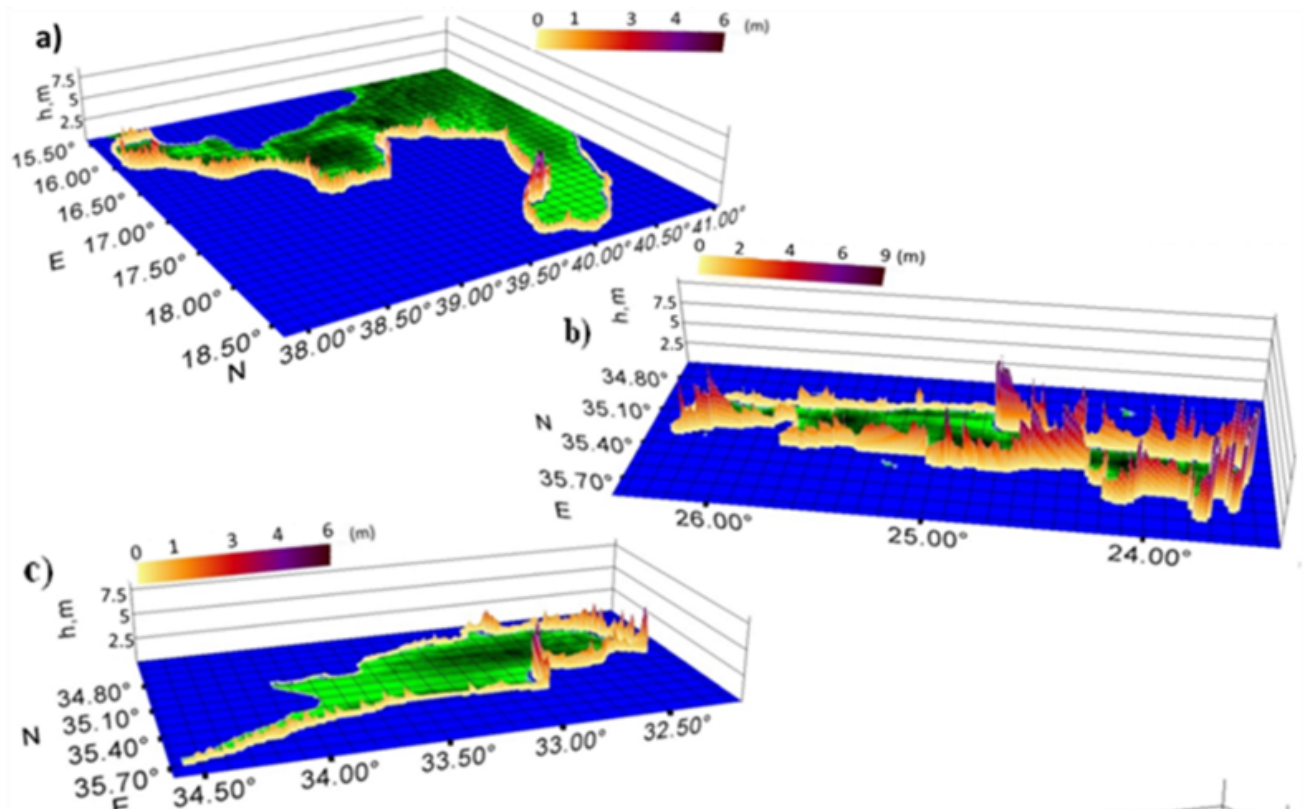 a)
0 1 3 4 6 (m)
h,m
7.5
5
2.5
15.50°
16.00°
16.50°
17.00°
17.50°
18.00°
18.50°
E
N
38.00° 38.50° 39.00° 39.50° 40.00° 40.50° 41.00°
b)
0 2 4 6 9 (m)
h,m
7.5
5
2.5
34.80°
35.10°
35.40°
35.70°
N
E
26.00° 25.00° 24.00°
c)
0 1 3 4 6 (m)
h,m
7.5
5
2.5
34.80°
35.10°
35.40°
35.70°
N
E
34.50° 34.00° 33.50° 33.00° 32.50°